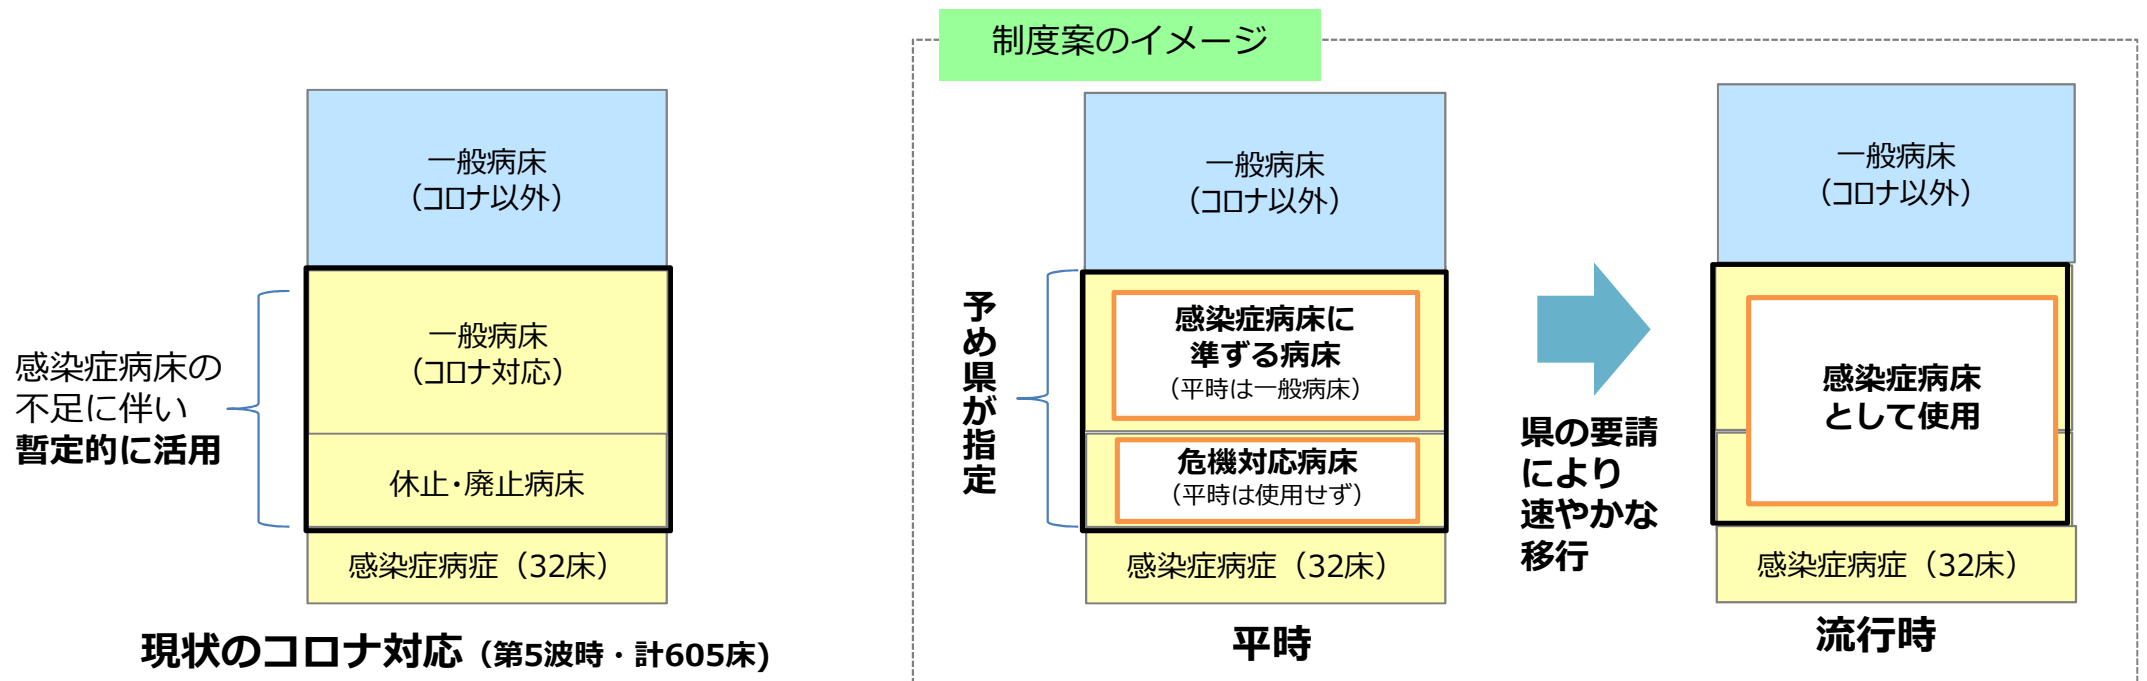 制度案のイメージ
一般病床
（コロナ以外）
一般病床
（コロナ対応）
休止・廃止病床
感染症病症（32床）
感染症病床の
不足に伴い
暫定的に活用
現状のコロナ対応（第5波時・計605床)
予め県が指定
一般病床
（コロナ以外）
感染症病床に
準ずる病床
（平時は一般病床）
危機対応病床
（平時は使用せず）
感染症病症（32床）
平時
県の要請
により
速やかな
移行
一般病床
（コロナ以外）
感染症病床
として使用
感染症病症（32床）
流行時